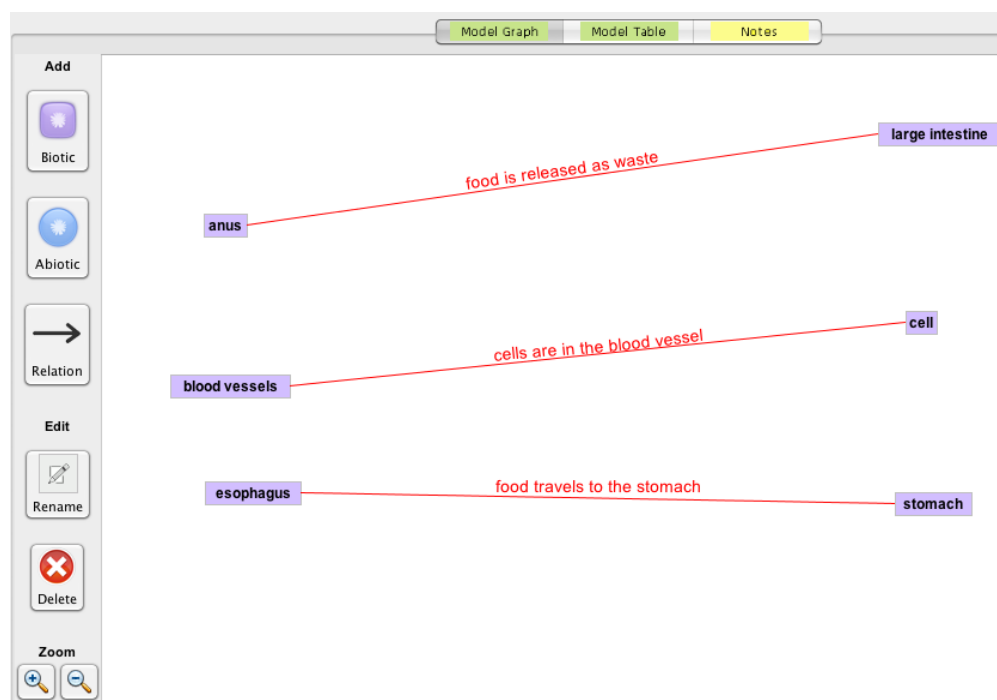 Model Graph Model Table Notes
Add
Biotic
Abiotic
Relation
Edit
Rename
Delete
Zoom
large intestine
food is released as waste
anus
cell
cells are in the blood vessel
blood vessels
esophagus
food travels to the stomach
stomach